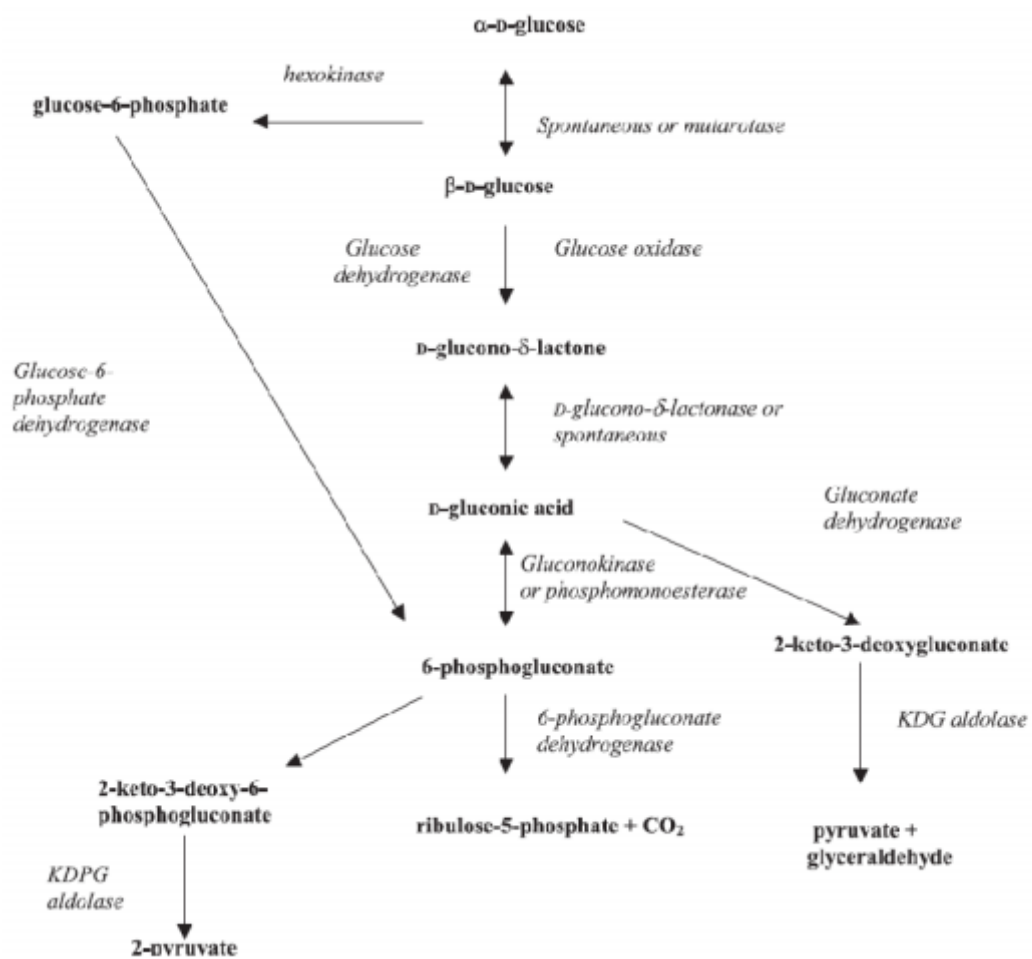 α-D-glucose
hexokinase
glucose-6-phosphate
Spontaneous or mutarotase
β-D-glucose
Glucose
dehydrogenase
Glucose oxidase
D-glucono-δ-lactone
Glucose-6-
phosphate
dehydrogenase
D-glucono-δ-lactonase or
spontaneous
D-gluconic acid
Gluconate
dehydrogenase
Gluconokinase
or phosphomonoesterase
2-keto-3-deoxygluconate
6-phosphogluconate
6-phosphogluconate
dehydrogenase
KDG aldolase
2-keto-3-deoxy-6-
phosphogluconate
ribulose-5-phosphate + CO₂
pyruvate +
glyceraldehyde
KDPG
aldolase
2-pyruvate